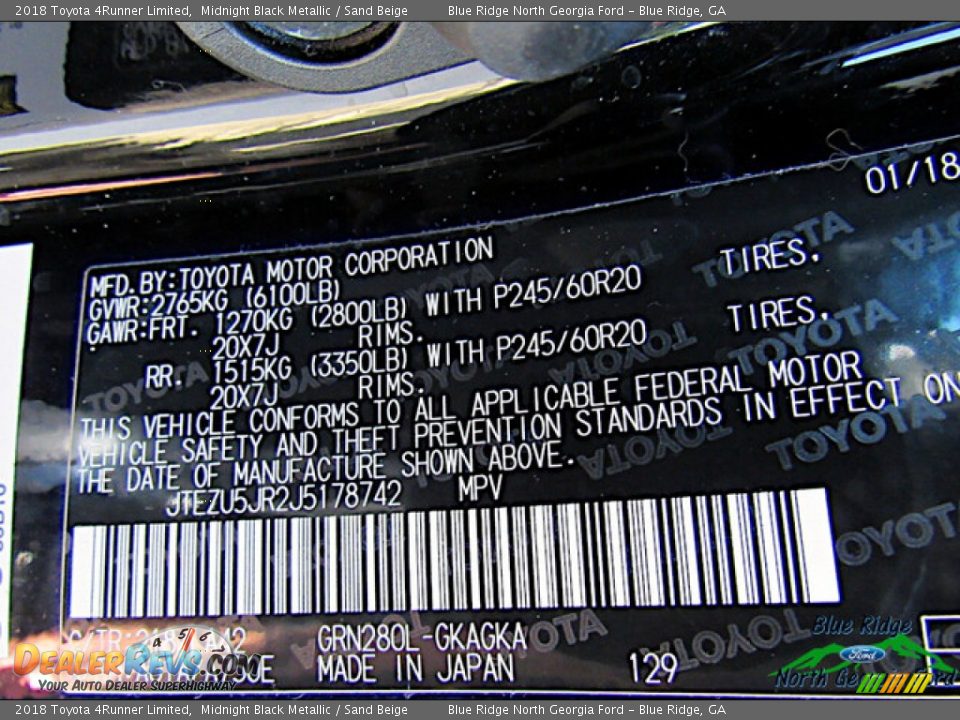 2018 Toyota 4Runner Limited, Midnight Black Metallic / Sand Beige Blue Ridge North Georgia Ford - Blue Ridge, GA
01/18
MFD.BY:TOYOTA MOTOR CORPORATION
GVWR:2765KG (6100LB)
GAWR:FRT. 1270KG (2800LB) WITH P245/60R20 TIRES,
20X7J RIMS.
RR. 1515KG (3350LB) WITH P245/60R20 TIRES,
20X7J RIMS.
THIS VEHICLE CONFORMS TO ALL APPLICABLE FEDERAL MOTOR
VEHICLE SAFETY AND THEFT PREVENTION STANDARDS IN EFFECT ON
THE DATE OF MANUFACTURE SHOWN ABOVE.
JTEZU5JR2J5178742 MPV
GRN280L-GKAGKA
MADE IN JAPAN 129
DEALERREVS.COM
YOUR AUTO DEALER SUPERHIGHWAY
Blue Ridge
Ford
North Georgia Ford
2018 Toyota 4Runner Limited, Midnight Black Metallic / Sand Beige Blue Ridge North Georgia Ford - Blue Ridge, GA